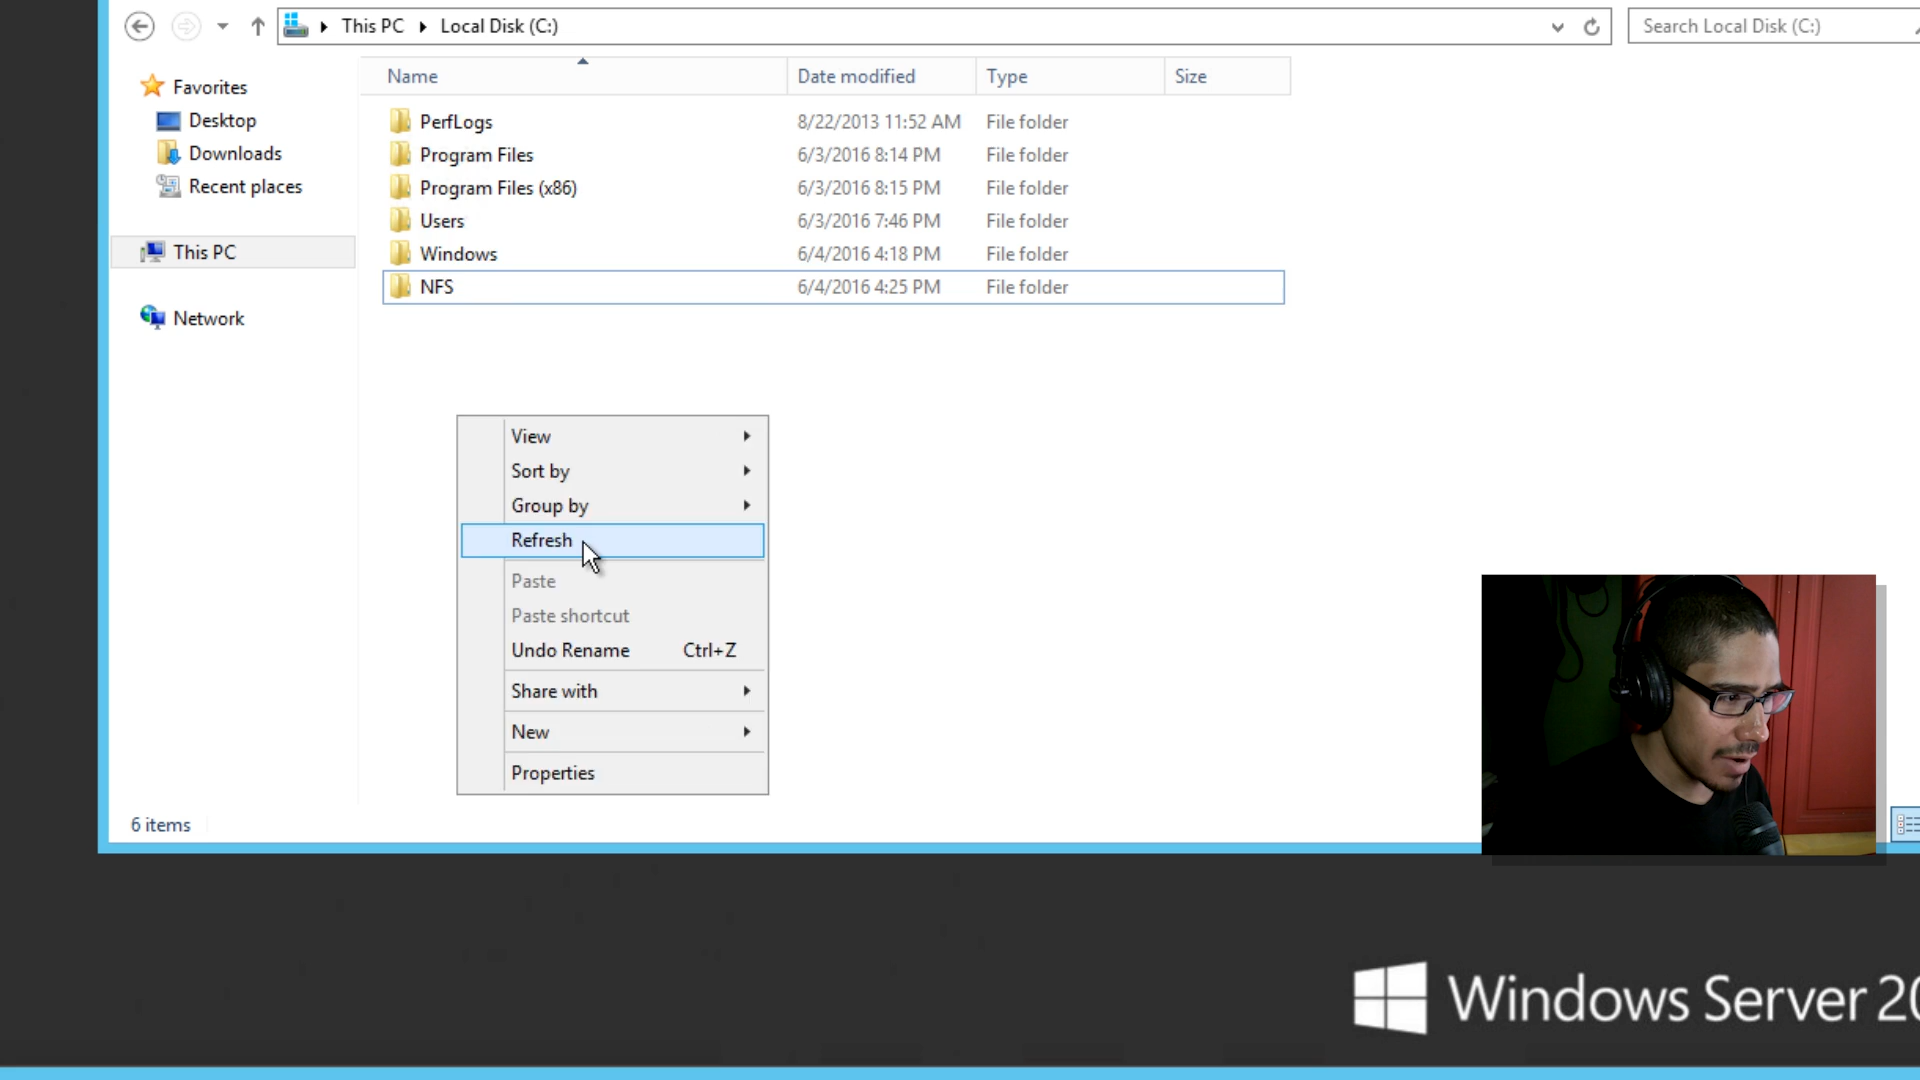 This PC Local Disk (C:) Search Local Disk (C:)
Name Date modified Type Size
Favorites
Desktop
Downloads
Recent places
This PC
Network
PerfLogs 8/22/2013 11:52 AM File folder
Program Files 6/3/2016 8:14 PM File folder
Program Files (x86) 6/3/2016 8:15 PM File folder
Users 6/3/2016 7:46 PM File folder
Windows 6/4/2016 4:18 PM File folder
NFS 6/4/2016 4:25 PM File folder
View
Sort by
Group by
Refresh
Paste
Paste shortcut
Undo Rename Ctrl+Z
Share with
New
Properties
6 items
Windows Server 20